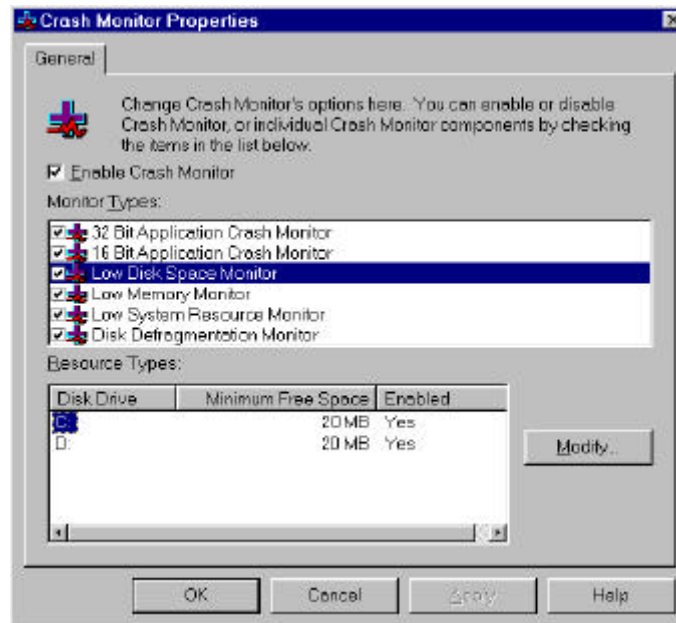 Crash Monitor Properties
General
Change Crash Monitor's options here. You can enable or disable
Crash Monitor, or individual Crash Monitor components by checking
the items in the list below.
Enable Crash Monitor
Monitor Types:
32 Bit Application Crash Monitor
16 Bit Application Crash Monitor
Low Disk Space Monitor
Low Memory Monitor
Low System Resource Monitor
Disk Defragmentation Monitor
Resource Types:
Disk Drive Minimum Free Space Enabled
C: 20 MB Yes
D: 20 MB Yes
Modify...
OK Cancel Apply Help